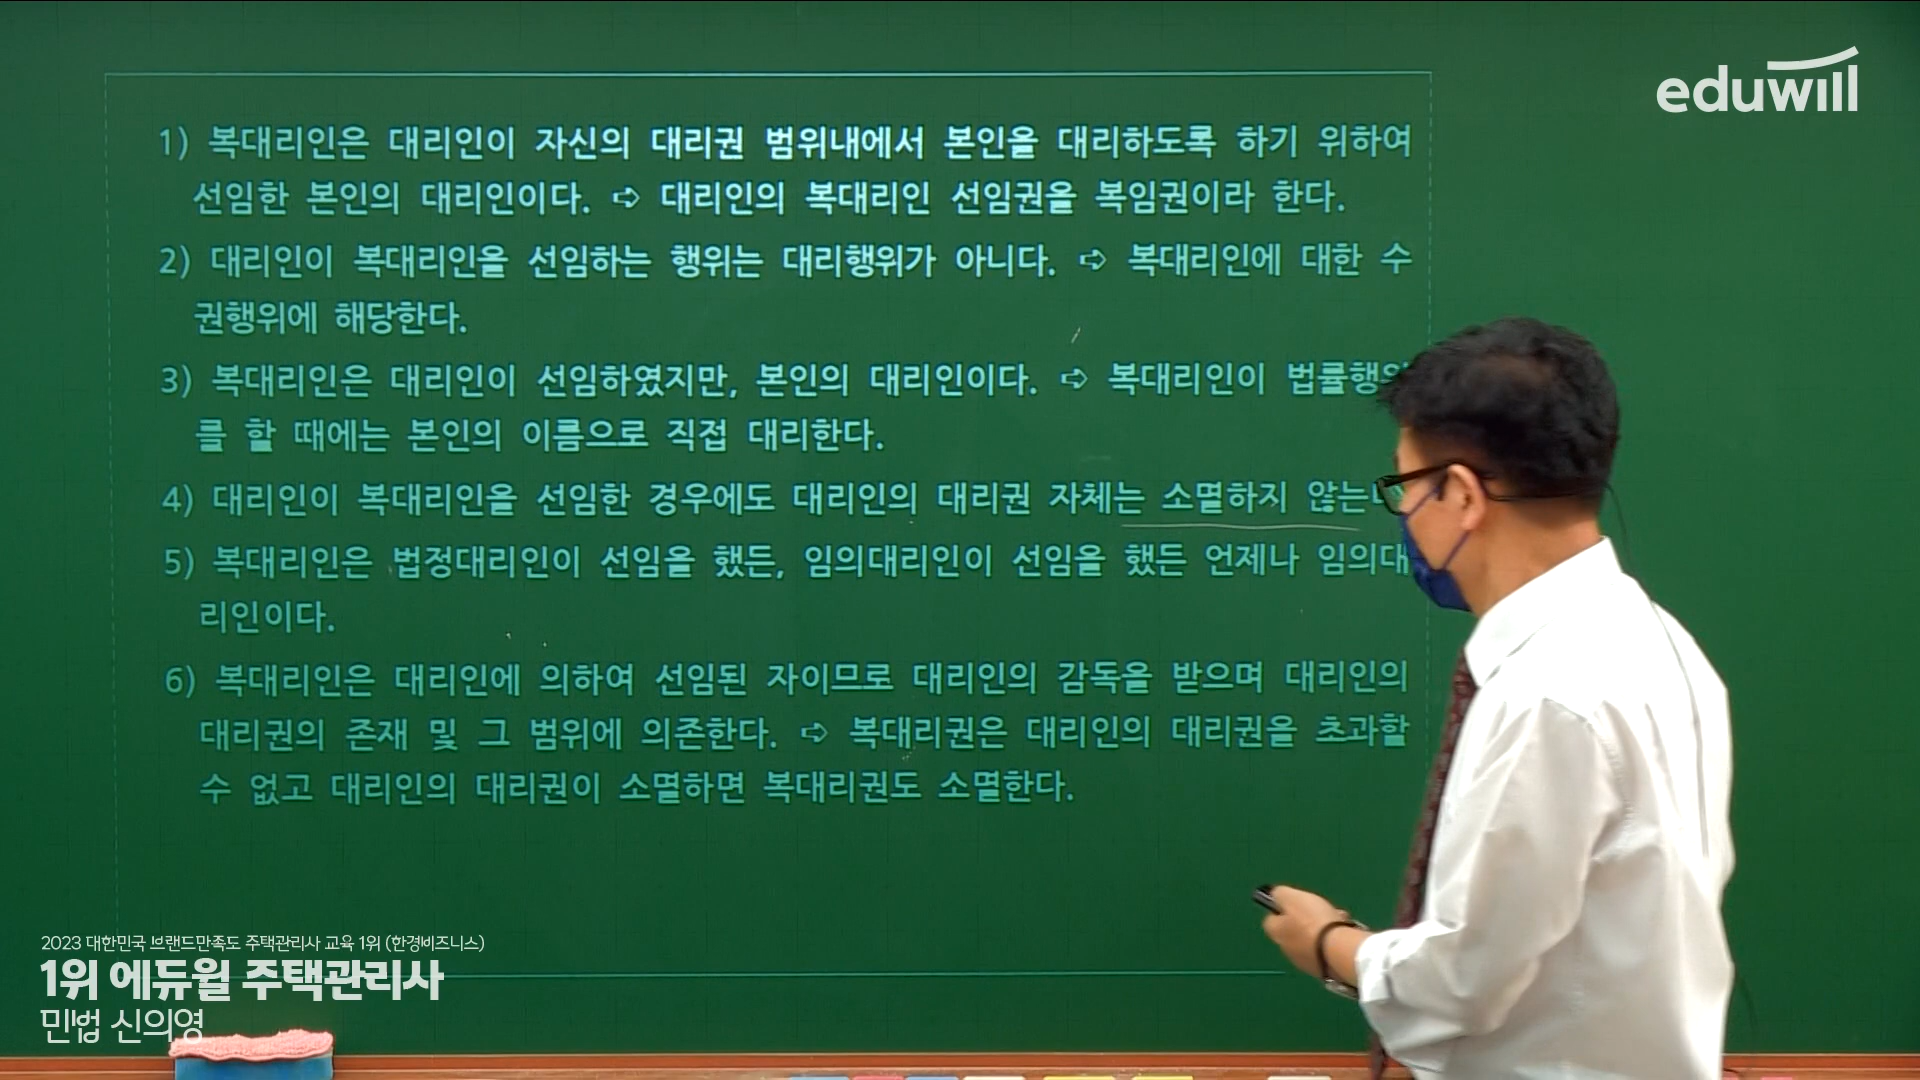 eduwill
1) 복대리인은 대리인이 자신의 대리권 범위내에서 본인을 대리하도록 하기 위하여
선임한 본인의 대리인이다. ➪ 대리인의 복대리인 선임권을 복임권이라 한다.
2) 대리인이 복대리인을 선임하는 행위는 대리행위가 아니다. ➪ 복대리인에 대한 수
권행위에 해당한다.
3) 복대리인은 대리인이 선임하였지만, 본인의 대리인이다. ➪ 복대리인이 법률행위
를 할 때에는 본인의 이름으로 직접 대리한다.
4) 대리인이 복대리인을 선임한 경우에도 대리인의 대리권 자체는 소멸하지 않는
5) 복대리인은 법정대리인이 선임을 했든, 임의대리인이 선임을 했든 언제나 임의대
리인이다.
6) 복대리인은 대리인에 의하여 선임된 자이므로 대리인의 감독을 받으며 대리인의
대리권의 존재 및 그 범위에 의존한다. ➪ 복대리권은 대리인의 대리권을 초과할
수 없고 대리인의 대리권이 소멸하면 복대리권도 소멸한다.
2023 대한민국 브랜드만족도 주택관리사 교육 1위 (한경비즈니스)
1위 에듀윌 주택관리사
민법 신의영